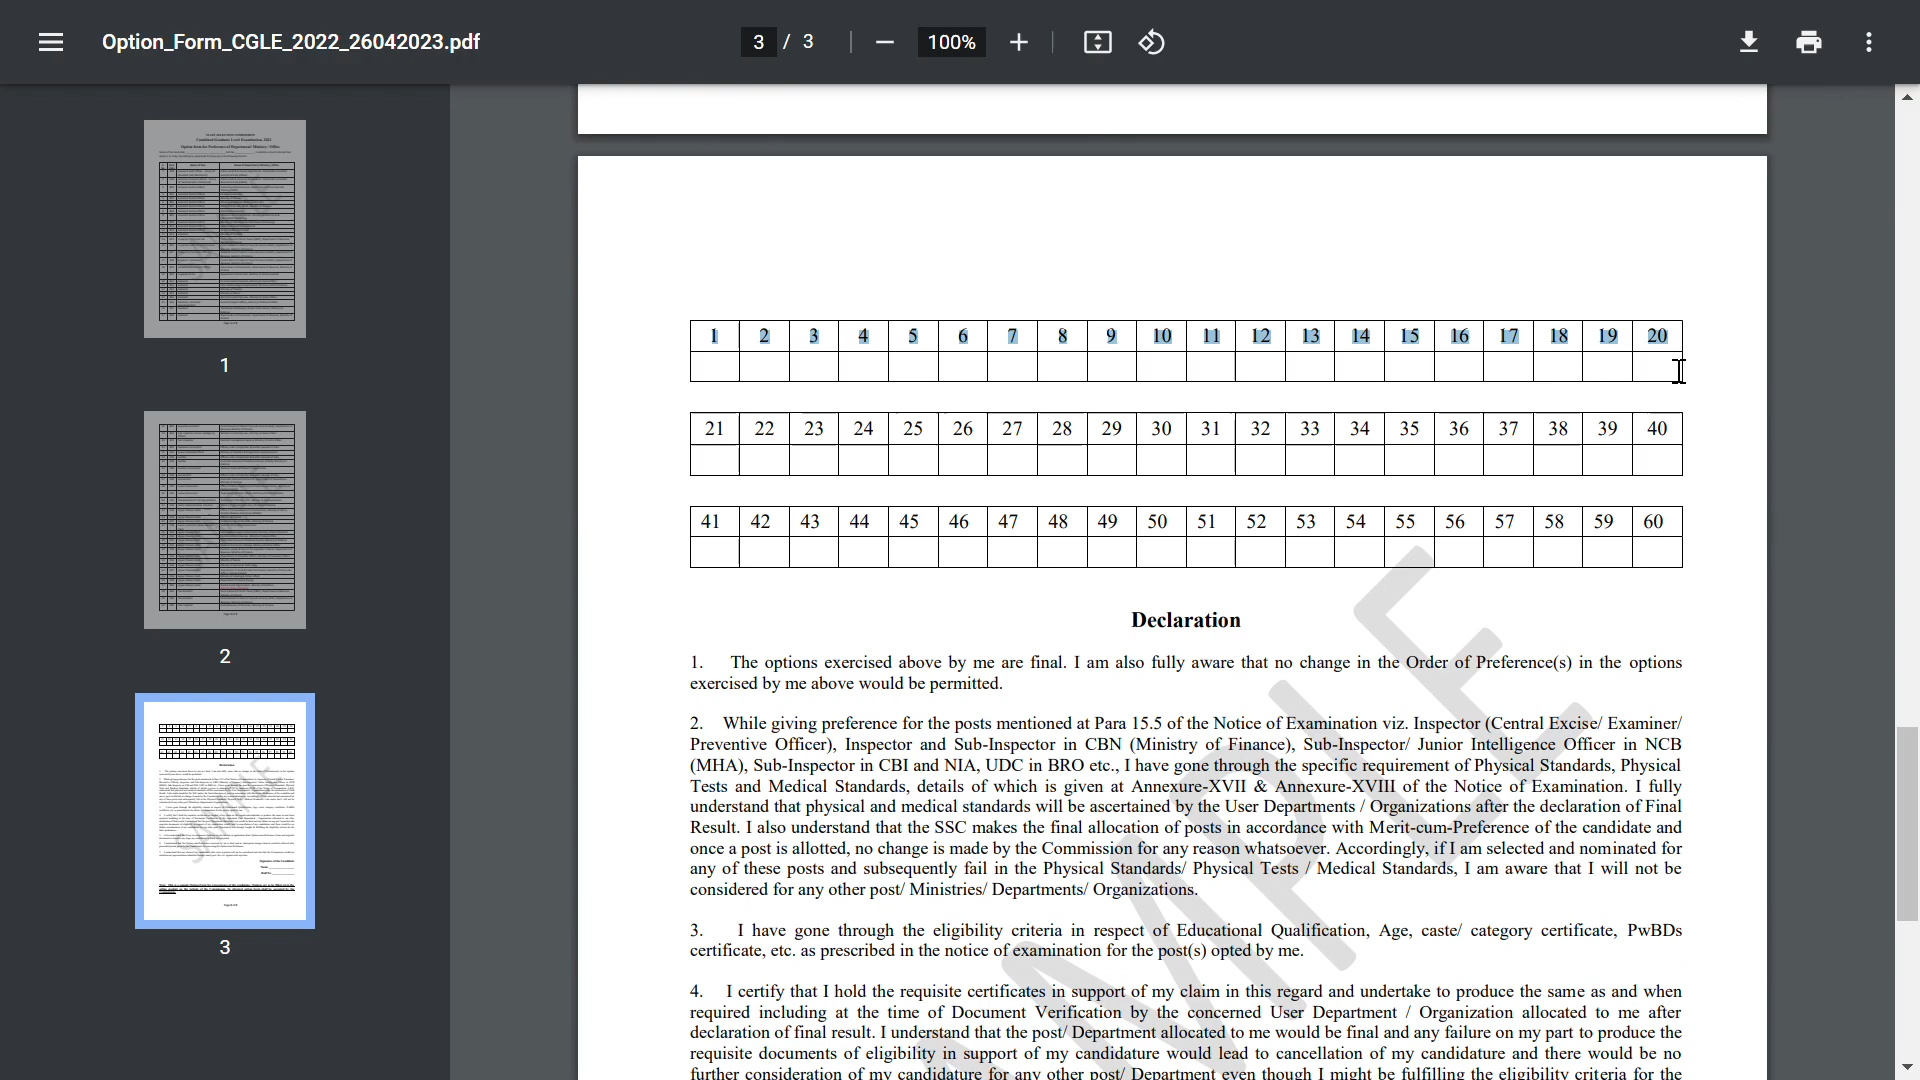 Option_Form_CGLE_2022_26042023.pdf
3 / 3
100%
1
2
3
1 2 3 4 5 6 7 8 9 10 11 12 13 14 15 16 17 18 19 20
21 22 23 24 25 26 27 28 29 30 31 32 33 34 35 36 37 38 39 40
41 42 43 44 45 46 47 48 49 50 51 52 53 54 55 56 57 58 59 60
Declaration
1. The options exercised above by me are final. I am also fully aware that no change in the Order of Preference(s) in the options
exercised by me above would be permitted.
2. While giving preference for the posts mentioned at Para 15.5 of the Notice of Examination viz. Inspector (Central Excise/ Examiner/
Preventive Officer), Inspector and Sub-Inspector in CBN (Ministry of Finance), Sub-Inspector/ Junior Intelligence Officer in NCB
(MHA), Sub-Inspector in CBI and NIA, UDC in BRO etc., I have gone through the specific requirement of Physical Standards, Physical
Tests and Medical Standards, details of which is given at Annexure-XVII & Annexure-XVIII of the Notice of Examination. I fully
understand that physical and medical standards will be ascertained by the User Departments / Organizations after the declaration of Final
Result. I also understand that the SSC makes the final allocation of posts in accordance with Merit-cum-Preference of the candidate and
once a post is allotted, no change is made by the Commission for any reason whatsoever. Accordingly, if I am selected and nominated for
any of these posts and subsequently fail in the Physical Standards/ Physical Tests / Medical Standards, I am aware that I will not be
considered for any other post/ Ministries/ Departments/ Organizations.
3. I have gone through the eligibility criteria in respect of Educational Qualification, Age, caste/ category certificate, PwBDs
certificate, etc. as prescribed in the notice of examination for the post(s) opted by me.
4. I certify that I hold the requisite certificates in support of my claim in this regard and undertake to produce the same as and when
required including at the time of Document Verification by the concerned User Department / Organization allocated to me after
declaration of final result. I understand that the post/ Department allocated to me would be final and any failure on my part to produce the
requisite documents of eligibility in support of my candidature would lead to cancellation of my candidature and there would be no
further consideration of my candidature for any other post/ Department even though I might be fulfilling the eligibility criteria for the